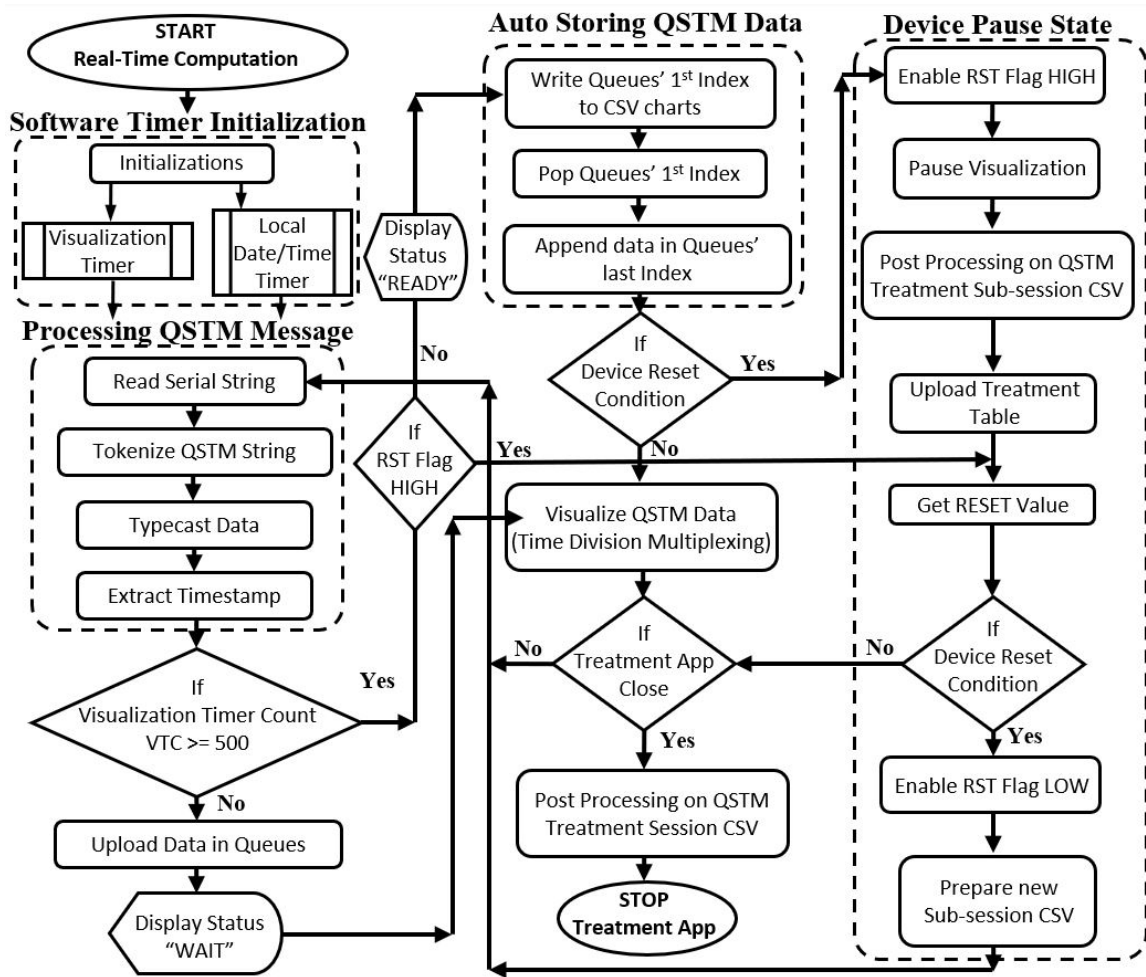 START
Real-Time Computation
Software Timer Initialization
Initializations
Visualization
Timer
Local
Date/Time
Timer
Processing QSTM Message
Read Serial String
Tokenize QSTM String
Typecast Data
Extract Timestamp
If
Visualization Timer Count
VTC >= 500
Yes
No
Upload Data in Queues
Display Status
“WAIT”
Display
Status
“READY”
No
If
RST Flag
HIGH
Yes
Auto Storing QSTM Data
Write Queues’ 1st Index
to CSV charts
Pop Queues’ 1st Index
Append data in Queues’
last Index
If
Device Reset
Condition
Yes
No
Visualize QSTM Data
(Time Division Multiplexing)
If
Treatment App
Close
No
Yes
Post Processing on QSTM
Treatment Session CSV
STOP
Treatment App
Device Pause State
Enable RST Flag HIGH
Pause Visualization
Post Processing on QSTM
Treatment Sub-session CSV
Upload Treatment
Table
Get RESET Value
If
Device Reset
Condition
No
Yes
Enable RST Flag LOW
Prepare new
Sub-session CSV